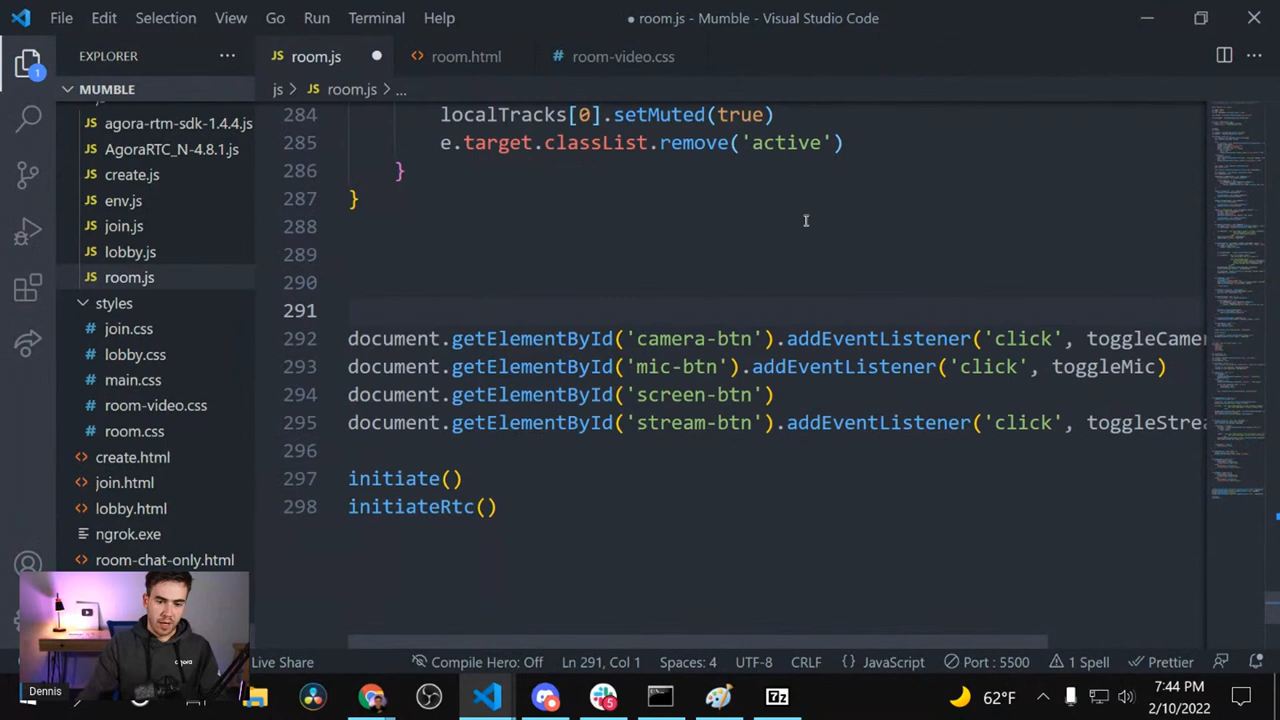 File Edit Selection View Go Run Terminal Help
● room.js - Mumble - Visual Studio Code
EXPLORER ···
JS room.js ●
<> room.html
# room-video.css
···
MUMBLE
js > JS room.js > ...
JS agora-rtm-sdk-1.4.4.js
JS AgoraRTC_N-4.8.1.js
JS create.js
JS env.js
JS join.js
JS lobby.js
JS room.js
styles
# join.css
# lobby.css
# main.css
# room-video.css
# room.css
<> create.html
<> join.html
<> lobby.html
ngrok.exe
<> room-chat-only.html
1
284 localTracks[0].setMuted(true)
285 e.target.classList.remove('active')
286 }
287 }
288
289
290
291
292 document.getElementById('camera-btn').addEventListener('click', toggleCamer
293 document.getElementById('mic-btn').addEventListener('click', toggleMic)
294 document.getElementById('screen-btn')
295 document.getElementById('stream-btn').addEventListener('click', toggleStrea
296
297 initiate()
298 initiateRtc()
Live Share
Compile Hero: Off
Ln 291, Col 1
Spaces: 4
UTF-8
CRLF
{} JavaScript
Port : 5500
1 Spell
Prettier
agora
Dennis
5
7z
62°F
7:44 PM
2/10/2022